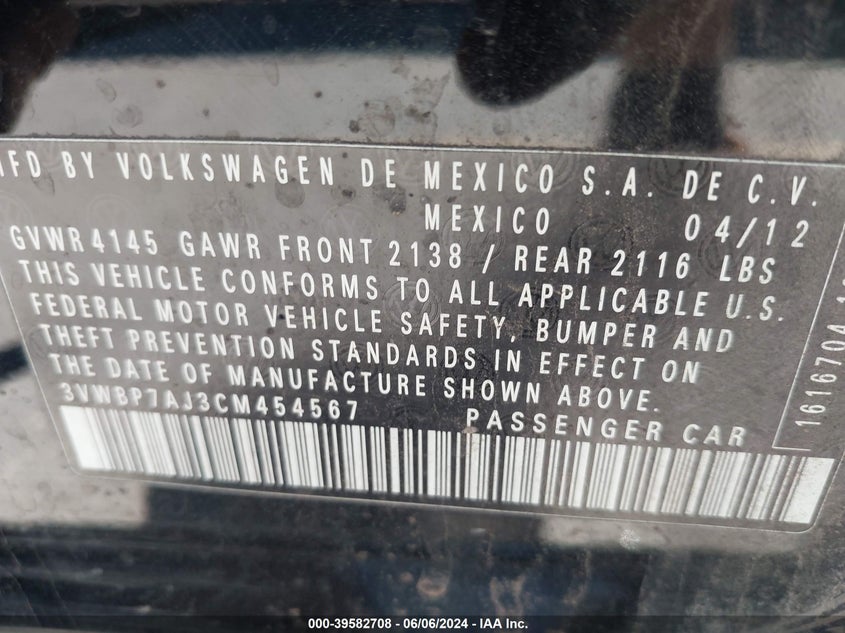 MFD BY VOLKSWAGEN DE MEXICO S.A. DE C.V.
MEXICO 04/12
GVWR 4145 GAWR FRONT 2138 / REAR 2116 LBS
THIS VEHICLE CONFORMS TO ALL APPLICABLE U.S.
FEDERAL MOTOR VEHICLE SAFETY, BUMPER AND
THEFT PREVENTION STANDARDS IN EFFECT ON
THE DATE OF MANUFACTURE SHOWN ABOVE.
3VWBP7AJ3CM454567 PASSENGER CAR
1616704
000-39582708 - 06/06/2024 - IAA Inc.